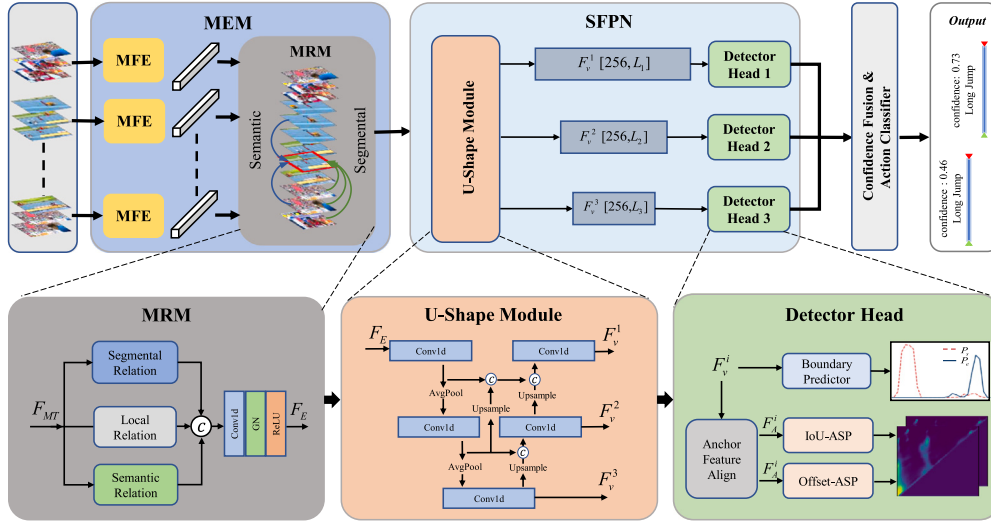 MEM
MFE
MFE
MFE
MRM
Semantic
Segmental
SFPN
U-Shape Module
F_v^1 [256, L_1]
F_v^2 [256, L_2]
F_v^3 [256,L_3]
Detector
Head 1
Detector
Head 2
Detector
Head 3
Confidence Fusion &
Action Classifier
Output
confidence: 0.73
Long Jump
confidence : 0.46
Long Jump
MRM
F_MT
Segmental
Relation
Local
Relation
Semantic
Relation
C
Conv1d
GN
ReLU
F_E
U-Shape Module
F_E
Conv1d
Conv1d
F_v^1
AvgPool
C
C
Upsample
Conv1d
Conv1d
F_v^2
AvgPool
C
Upsample
Conv1d
F_v^3
Detector Head
F_v^i
Boundary
Predictor
P_s
P_e
Anchor
Feature
Align
F_A^i
IoU-ASP
F_A^i
Offset-ASP